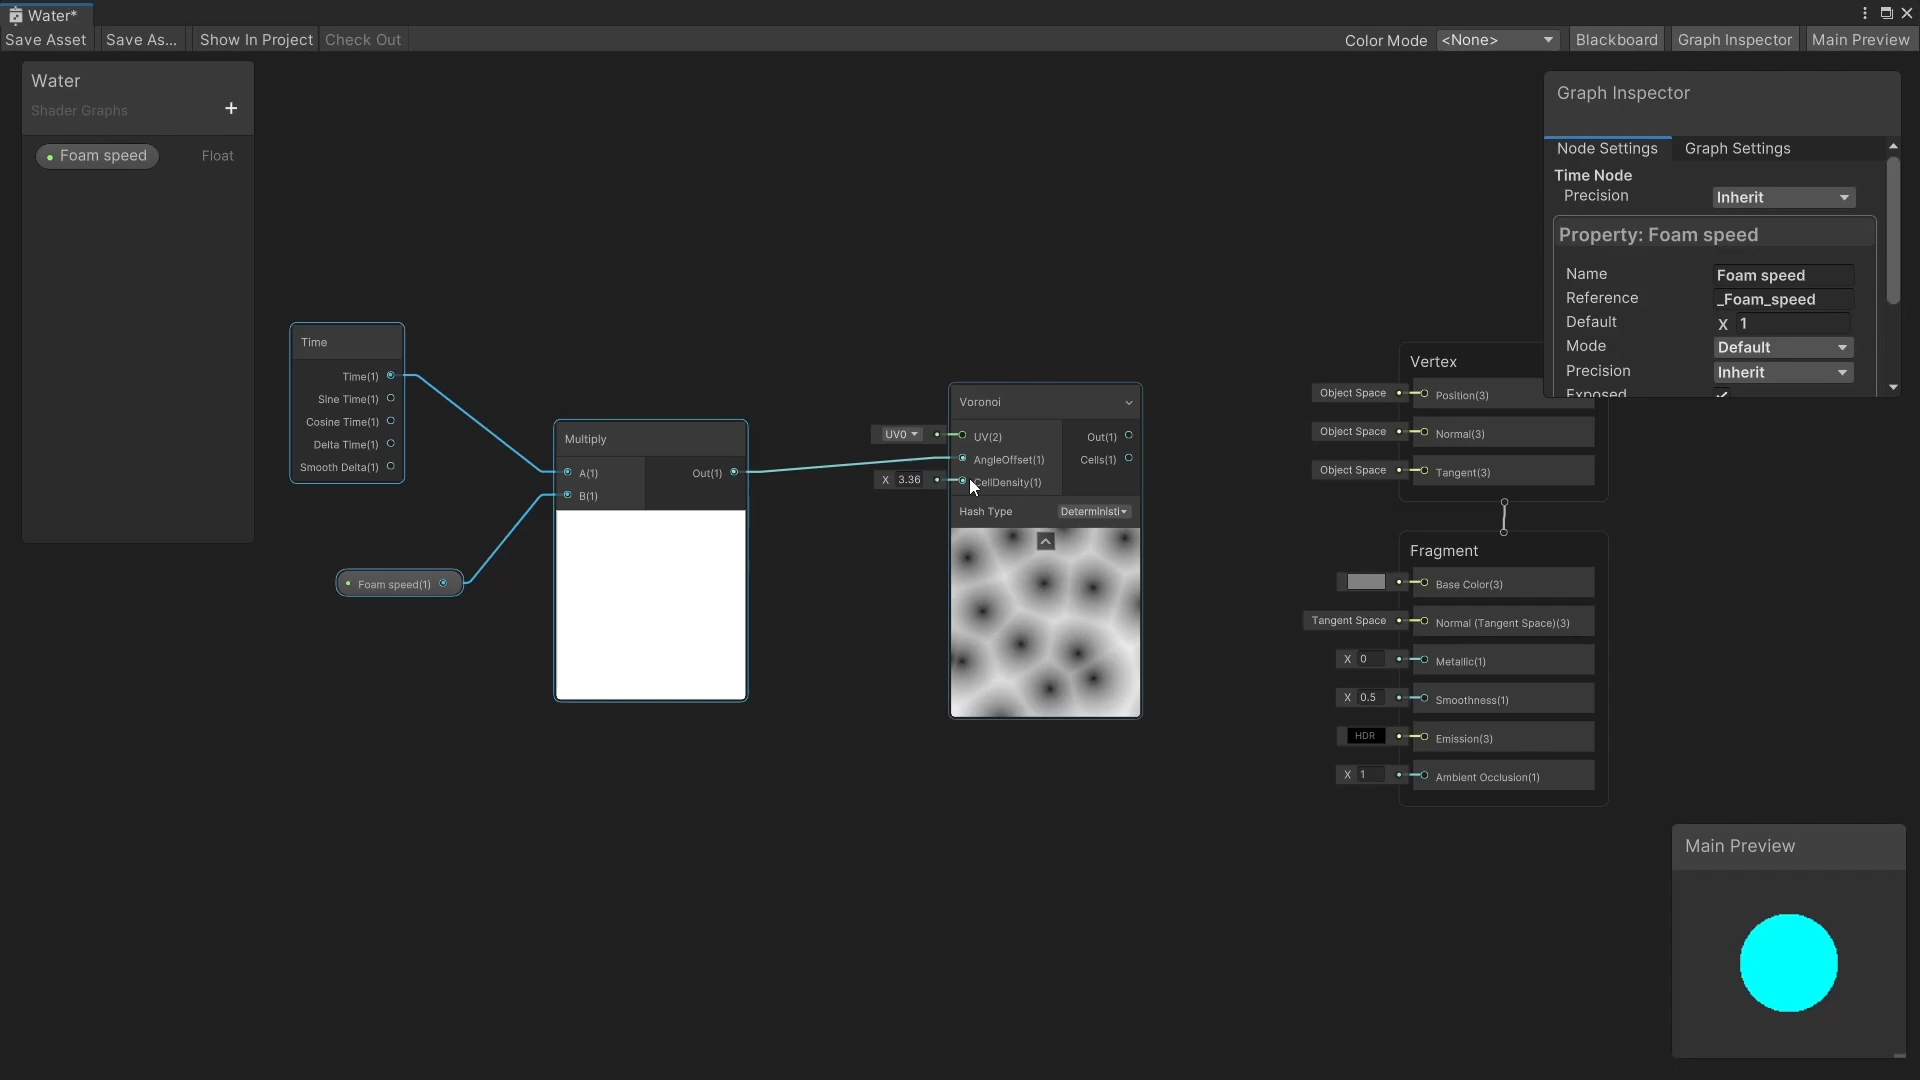 Water*
Save Asset Save As... Show In Project Check Out Color Mode <None> Blackboard Graph Inspector Main Preview
Water
Shader Graphs +
Foam speed Float
Graph Inspector
Node Settings Graph Settings
Time Node
Precision Inherit
Property: Foam speed
Name Foam speed
Reference _Foam_speed
Default X 1
Mode Default
Precision Inherit
Exposed
Time
Time(1)
Sine Time(1)
Cosine Time(1)
Delta Time(1)
Smooth Delta(1)
Foam speed(1)
Multiply
A(1) Out(1)
B(1)
Voronoi
UV0 UV(2) Out(1)
AngleOffset(1) Cells(1)
X 3.36 CellDensity(1)
Hash Type Deterministi
Vertex
Object Space Position(3)
Object Space Normal(3)
Object Space Tangent(3)
Fragment
Base Color(3)
Tangent Space Normal (Tangent Space)(3)
X 0 Metallic(1)
X 0.5 Smoothness(1)
HDR Emission(3)
X 1 Ambient Occlusion(1)
Main Preview